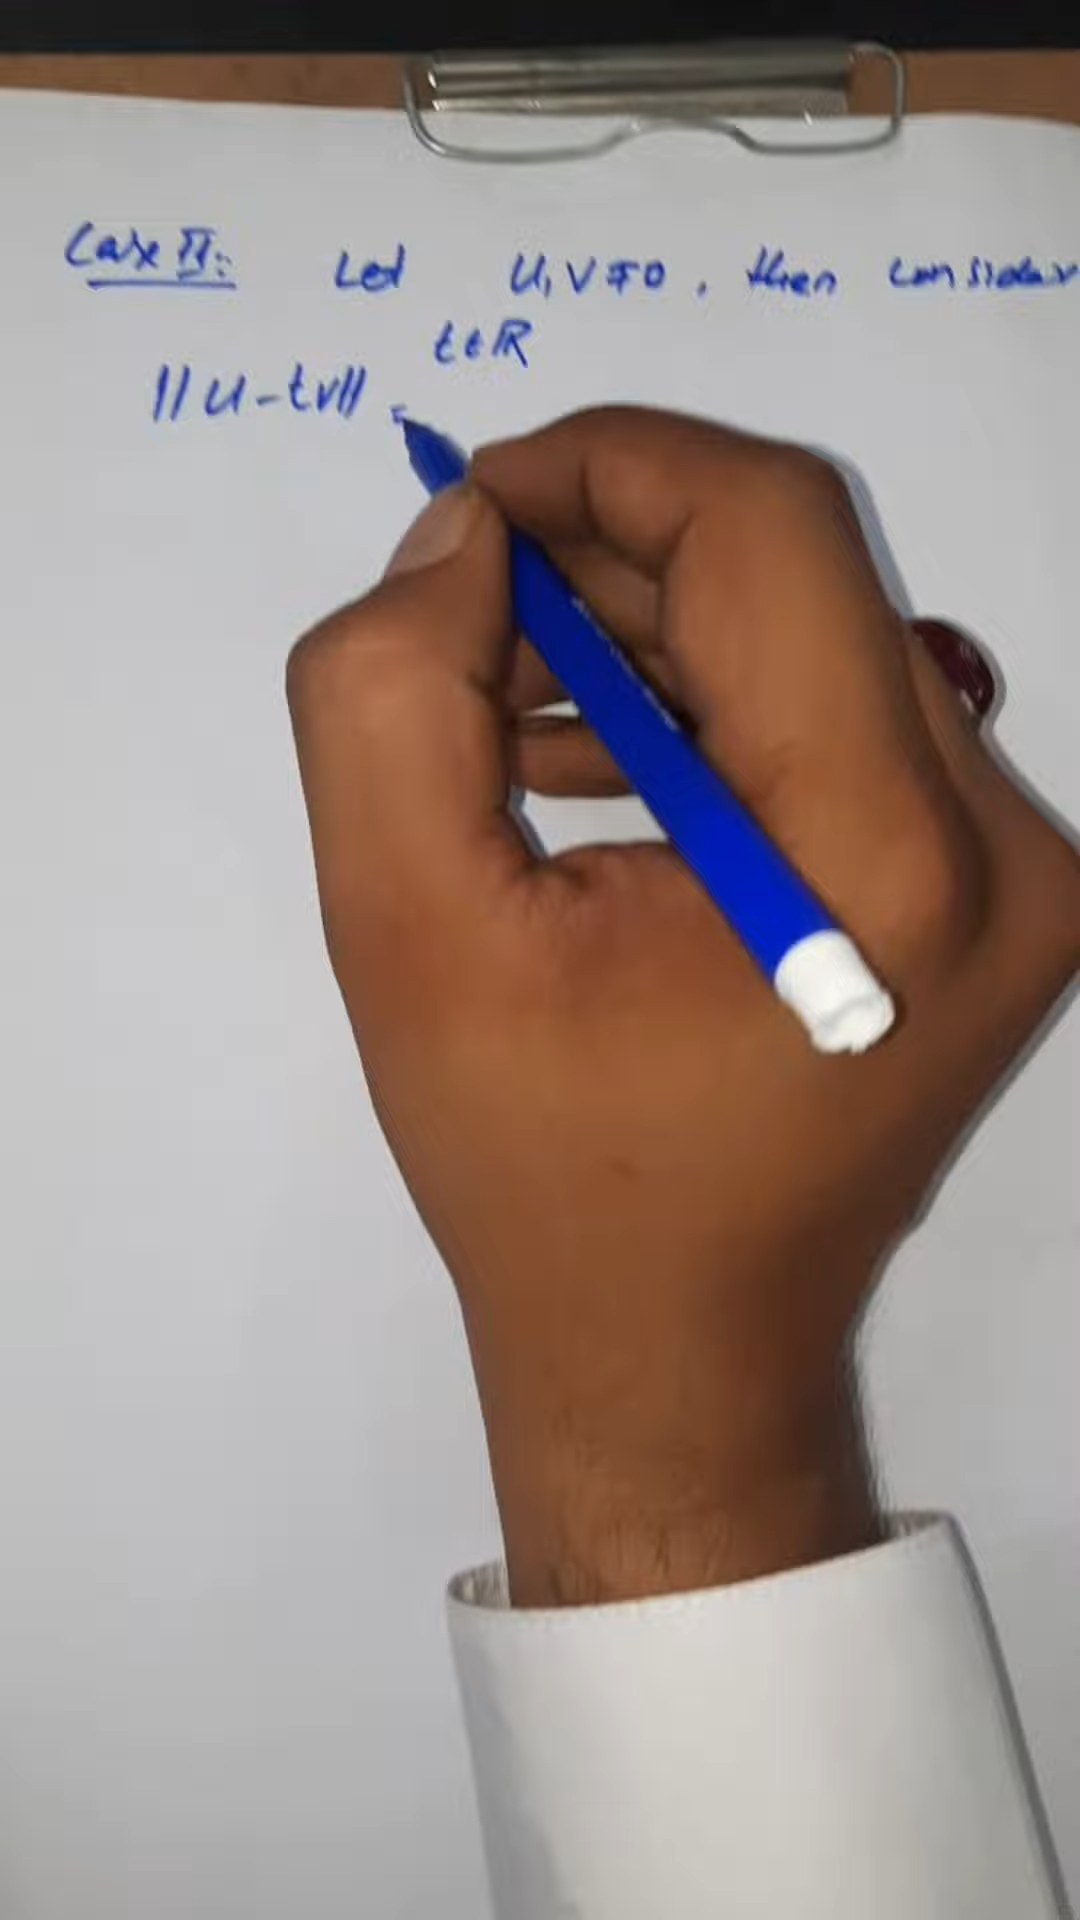 Case II: Let U, V ≠ 0, then consider
t ∈ ℝ
||U - tv||